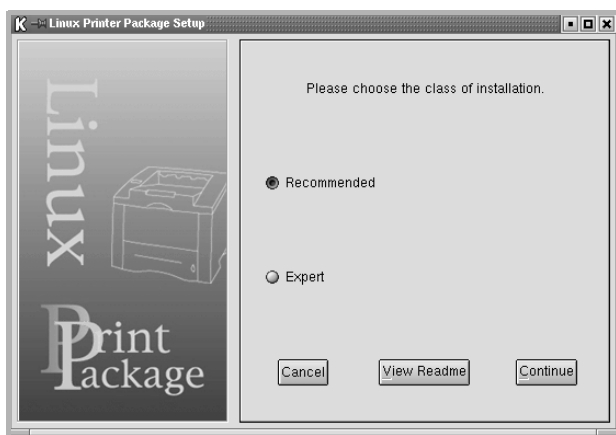 Linux Printer Package Setup
Linux
Print
Package
Please choose the class of installation.
Recommended
Expert
Cancel
View Readme
Continue